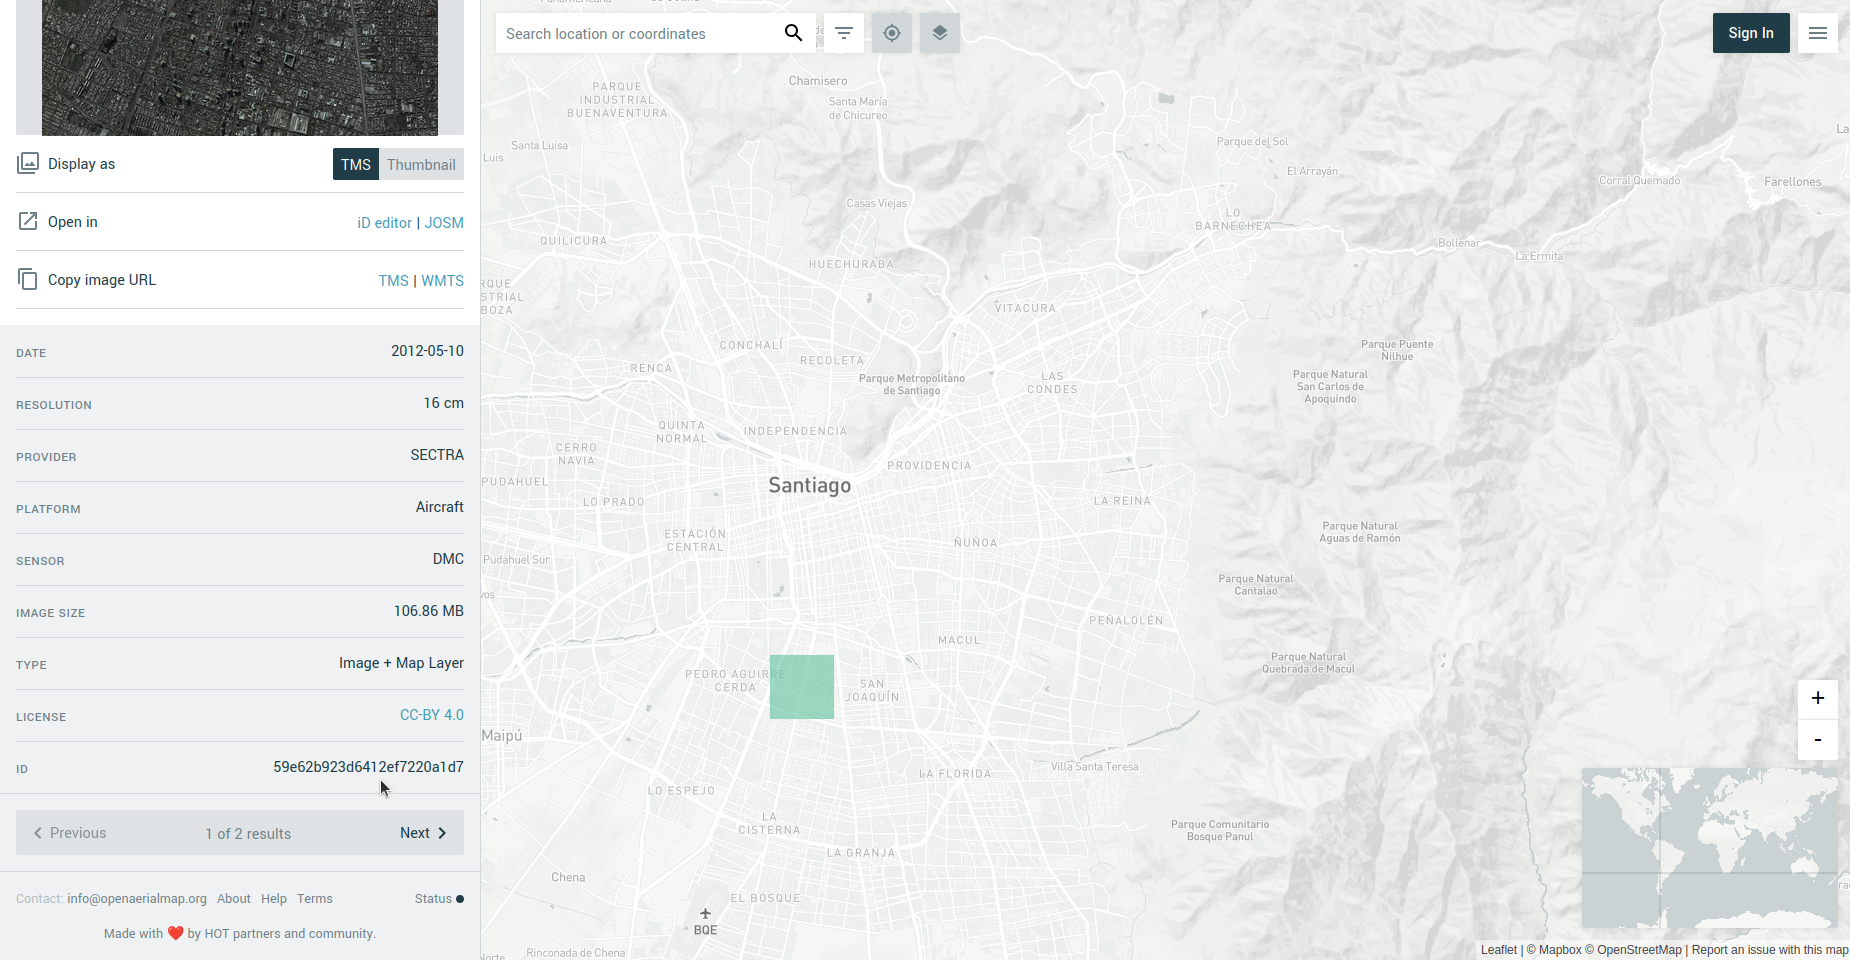 Display as
TMS Thumbnail
Open in
iD editor | JOSM
Copy image URL
TMS | WMTS
DATE
2012-05-10
RESOLUTION
16 cm
PROVIDER
SECTRA
PLATFORM
Aircraft
SENSOR
DMC
IMAGE SIZE
106.86 MB
TYPE
Image + Map Layer
LICENSE
CC-BY 4.0
ID
59e62b923d6412ef7220a1d7
Previous
1 of 2 results
Next
Contact: info@openaerialmap.org About Help Terms
Status
Made with ❤️ by HOT partners and community.
Search location or coordinates
Sign In
Chamisero
PARQUE
INDUSTRIAL
BUENAVENTURA
Santa María
de Chicureo
Santa Luisa
Luis
Parque del Sol
El Arrayán
Corral Quemado
Farellones
La
Casas Viejas
LO
BARNECHEA
QUILICURA
Bollenar
La Ermita
HUECHURABA
RQUE
STRIAL
BOZA
VITACURA
CONCHALÍ
RECOLETA
Parque Puente
Nilhue
RENCA
Parque Metropolitano
de Santiago
LAS
CONDES
Parque Natural
San Carlos de
Apoquindo
QUINTA
NORMAL
INDEPENDENCIA
CERRO
NAVIA
PROVIDENCIA
PUDAHUEL
Santiago
LO PRADO
LA REINA
ESTACIÓN
CENTRAL
ÑUÑOA
Parque Natural
Aguas de Ramón
Pudahuel Sur
Parque Natural
Cantalao
vos
PEÑALOLÉN
MACUL
PEDRO AGUIRRE
CERDA
SAN
JOAQUÍN
Parque Natural
Quebrada de Macul
Maipú
LA FLORIDA
Villa Santa Teresa
LO ESPEJO
LA
CISTERNA
Parque Comunitario
Bosque Panul
LA GRANJA
Chena
EL BOSQUE
BQE
Rinconada de Chena
Norte
+
-
Leaflet | © Mapbox © OpenStreetMap | Report an issue with this map